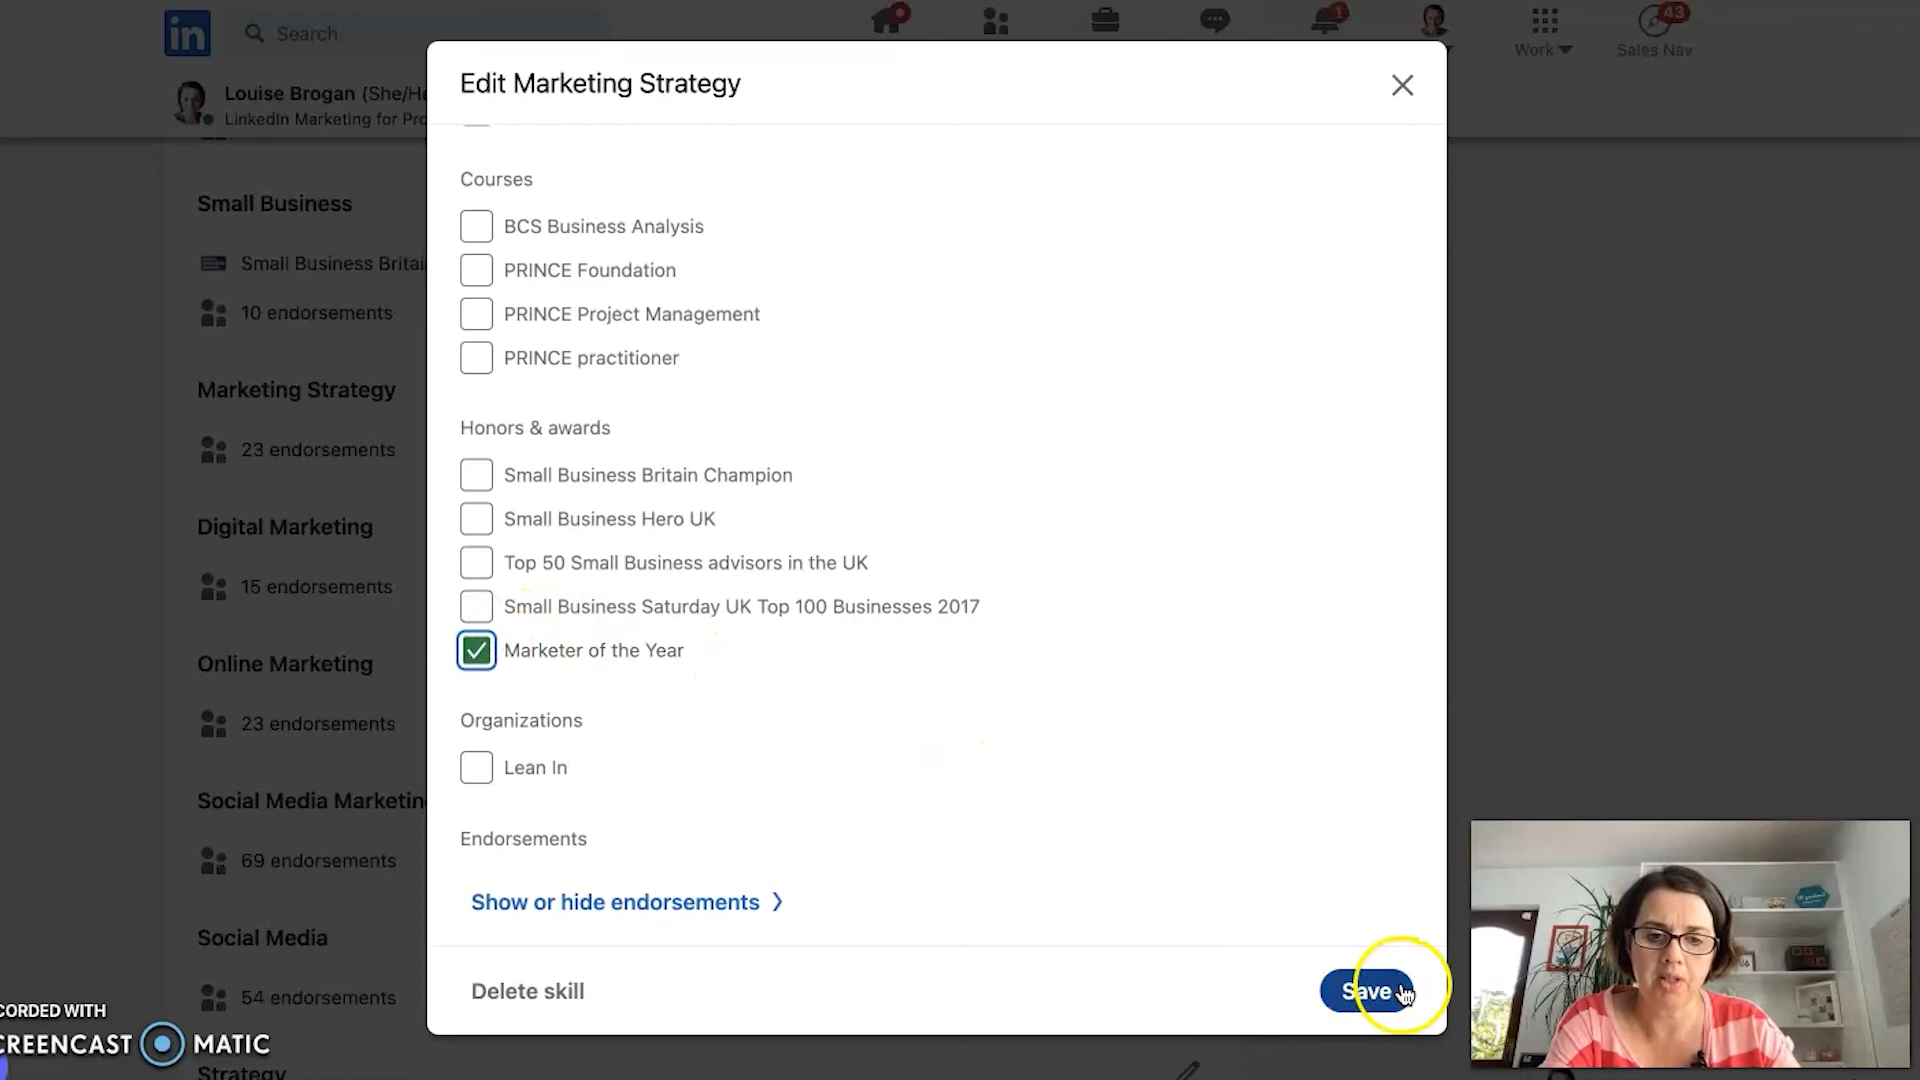 in
Search
1
43
Work
Sales Nav
Louise Brogan (She/He
LinkedIn Marketing for Pro
Small Business
Small Business Britai
10 endorsements
Marketing Strategy
23 endorsements
Digital Marketing
15 endorsements
Online Marketing
23 endorsements
Social Media Marketin
69 endorsements
Social Media
54 endorsements
Strategy
Edit Marketing Strategy
Courses
BCS Business Analysis
PRINCE Foundation
PRINCE Project Management
PRINCE practitioner
Honors & awards
Small Business Britain Champion
Small Business Hero UK
Top 50 Small Business advisors in the UK
Small Business Saturday UK Top 100 Businesses 2017
Marketer of the Year
Organizations
Lean In
Endorsements
Show or hide endorsements
Delete skill
Save
CORDED WITH
CREENCAST MATIC